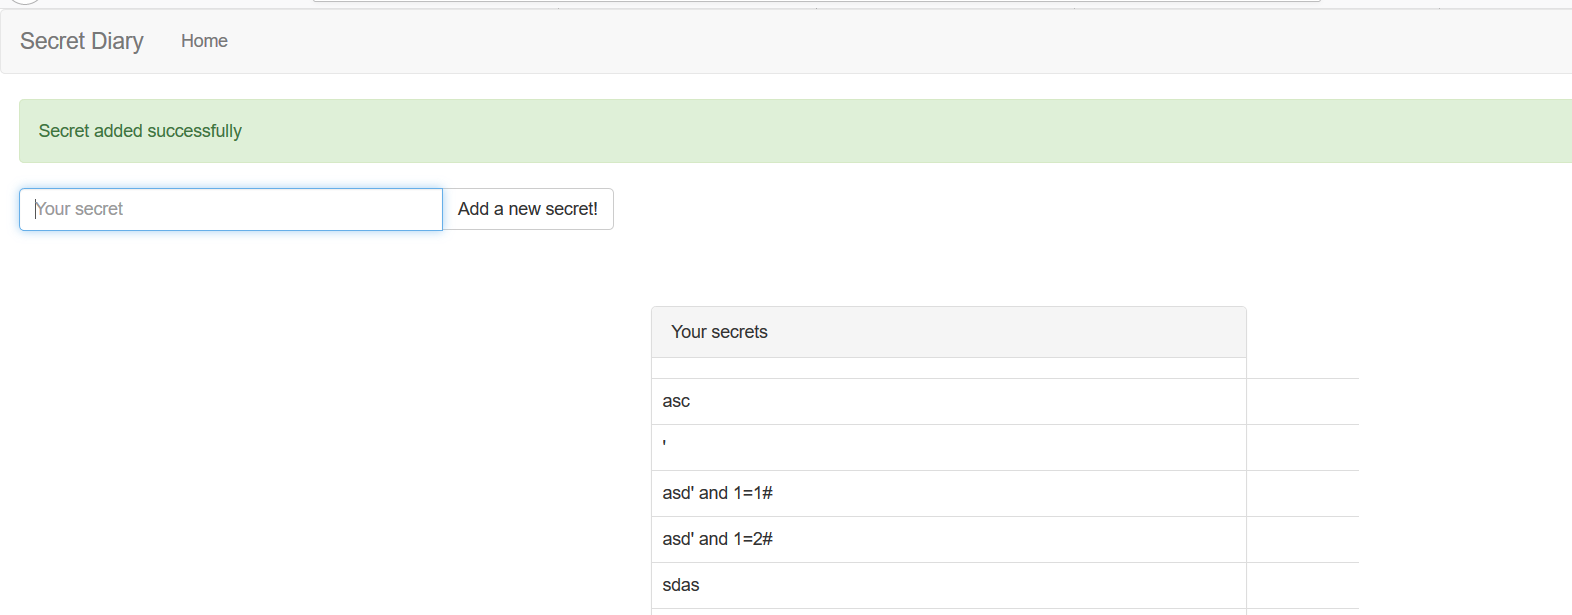 Secret Diary Home
Secret added successfully
Your secret Add a new secret!
Your secrets
asc
'
asd' and 1=1#
asd' and 1=2#
sdas